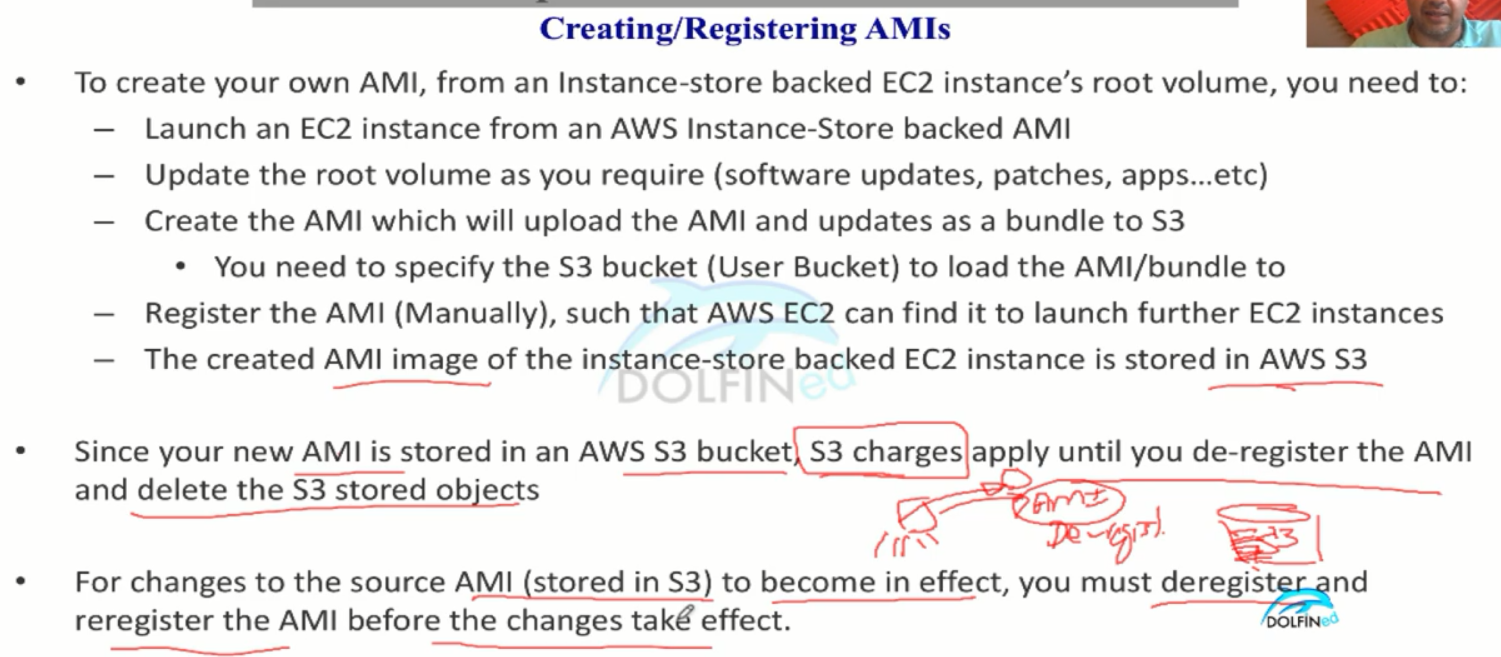 Creating/Registering AMIs
• To create your own AMI, from an Instance-store backed EC2 instance's root volume, you need to:
– Launch an EC2 instance from an AWS Instance-Store backed AMI
– Update the root volume as you require (software updates, patches, apps...etc)
– Create the AMI which will upload the AMI and updates as a bundle to S3
• You need to specify the S3 bucket (User Bucket) to load the AMI/bundle to
– Register the AMI (Manually), such that AWS EC2 can find it to launch further EC2 instances
– The created AMI image of the instance-store backed EC2 instance is stored in AWS S3
DOLFINed
• Since your new AMI is stored in an AWS S3 bucket, S3 charges apply until you de-register the AMI
and delete the S3 stored objects
AMI
S3
• For changes to the source AMI (stored in S3) to become in effect, you must deregister and
reregister the AMI before the changes take effect.
DOLFINed